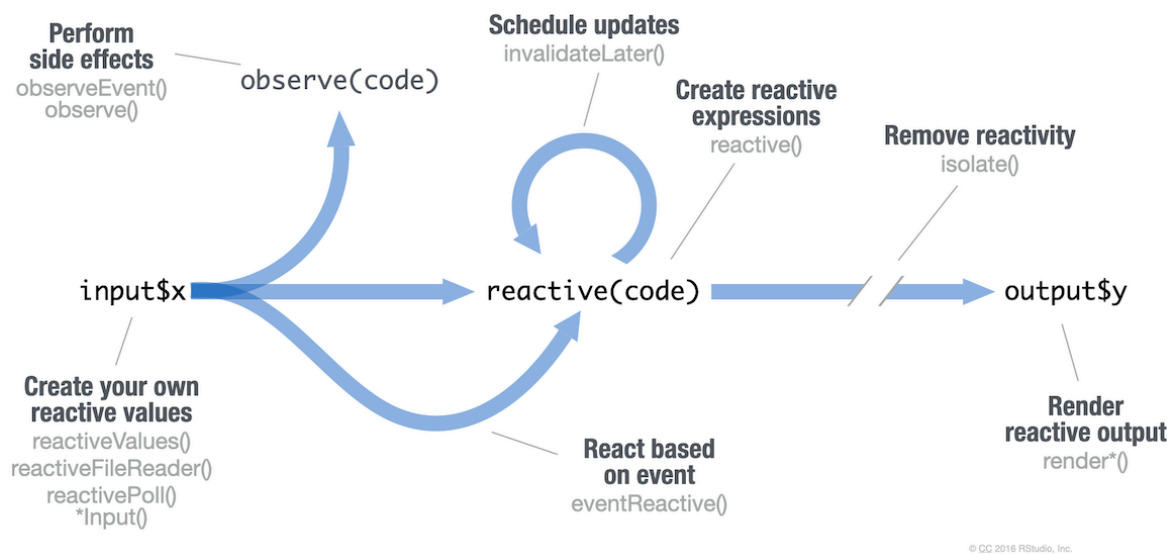 Perform
side effects
observeEvent()
observe()
observe(code)
Schedule updates
invalidateLater()
Create reactive
expressions
reactive()
Remove reactivity
isolate()
input$x
reactive(code)
output$y
Create your own
reactive values
reactiveValues()
reactiveFileReader()
reactivePoll()
*Input()
React based
on event
eventReactive()
Render
reactive output
render*()
© CC 2016 RStudio, Inc.